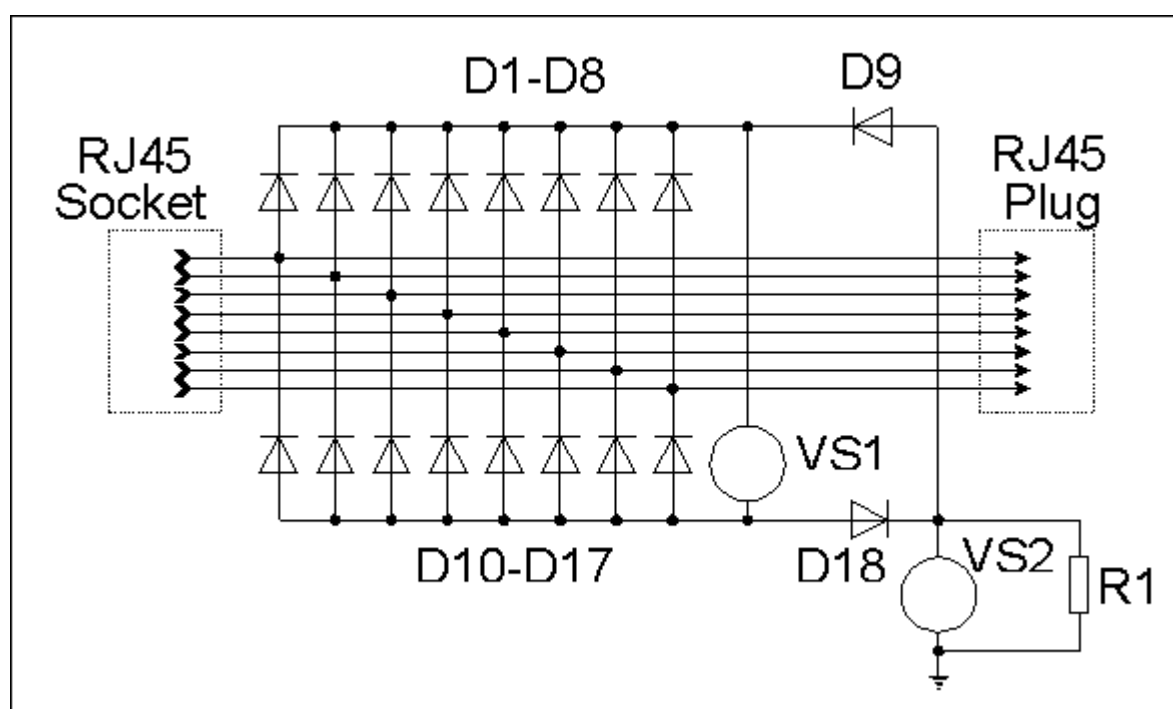 D1-D8
D9
RJ45
Socket
RJ45
Plug
VS1
D10-D17
D18
VS2
R1